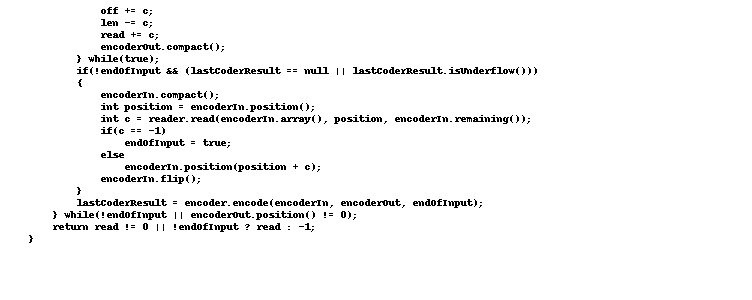 off += c;
len -= c;
read += c;
encoderOut.compact();
} while(true);
if(!endOfInput && (lastCoderResult == null || lastCoderResult.isUnderflow()))
{
encoderIn.compact();
int position = encoderIn.position();
int c = reader.read(encoderIn.array(), position, encoderIn.remaining());
if(c == -1)
endOfInput = true;
else
encoderIn.position(position + c);
encoderIn.flip();
}
lastCoderResult = encoder.encode(encoderIn, encoderOut, endOfInput);
} while(!endOfInput || encoderOut.position() != 0);
return read != 0 || !endOfInput ? read : -1;
}